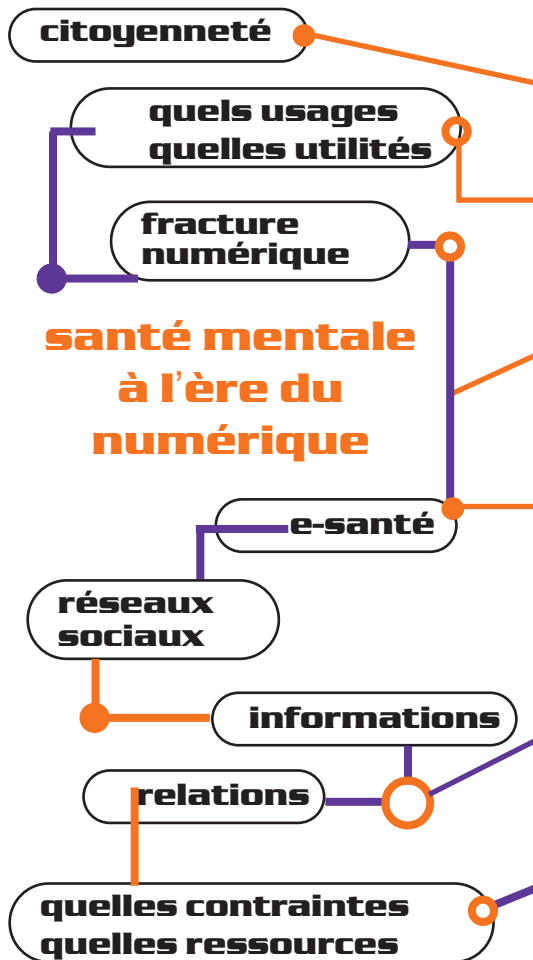 citoyenneté
quels usages
quelles utilités
fracture
numérique
santé mentale
à l'ère du
numérique
e-santé
réseaux
sociaux
informations
relations
quelles contraintes
quelles ressources